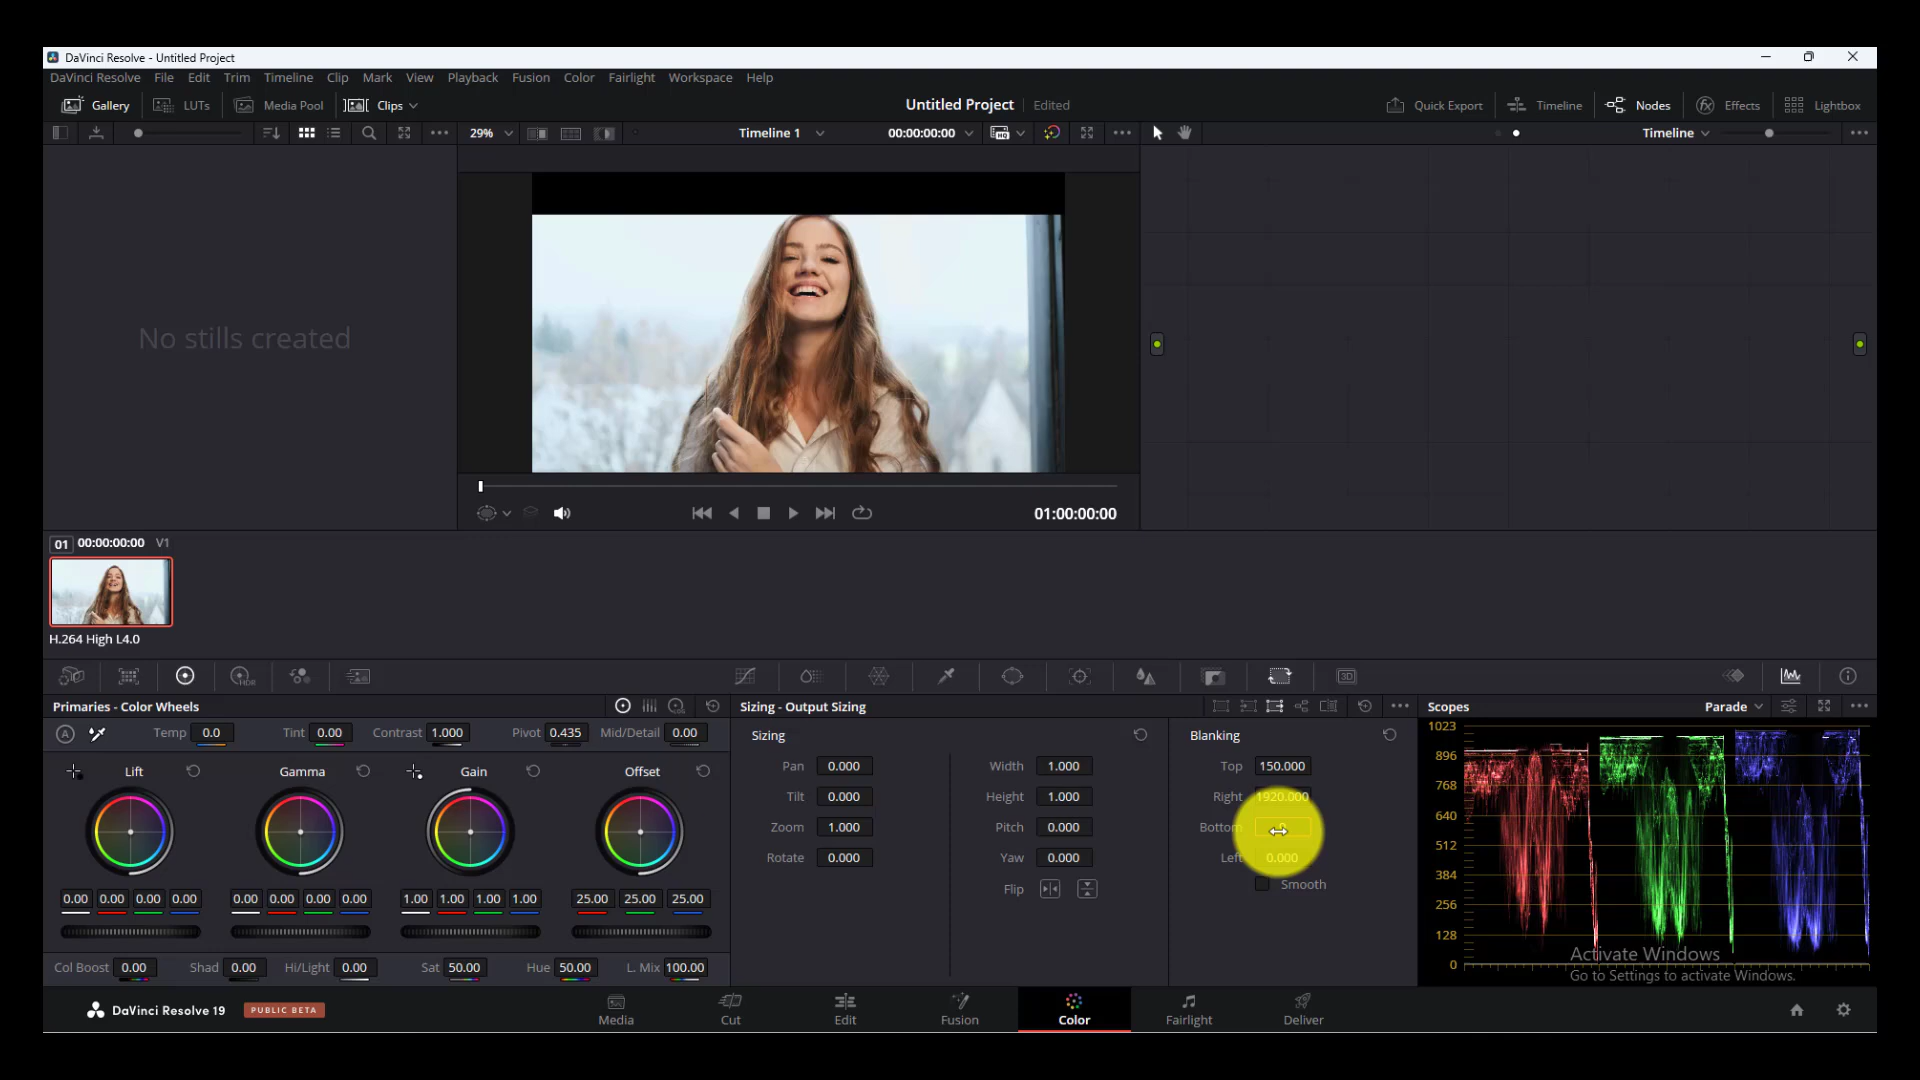 DaVinci Resolve - Untitled Project
DaVinci Resolve File Edit Trim Timeline Clip Mark View Playback Fusion Color Fairlight Workspace Help
Gallery LUTs Media Pool Clips Untitled Project Edited Quick Export Timeline Nodes Effects Lightbox
29% Timeline 1 00:00:00:00 Timeline
No stills created
01:00:00:00
01 00:00:00:00 V1
H.264 High L4.0
Primaries - Color Wheels
Temp 0.0 Tint 0.00 Contrast 1.000 Pivot 0.435 Mid/Detail 0.00
Lift Gamma Gain Offset
0.00 0.00 0.00 0.00 0.00 0.00 0.00 0.00 1.00 1.00 1.00 1.00 25.00 25.00 25.00
Col Boost 0.00 Shad 0.00 Hi/Light 0.00 Sat 50.00 Hue 50.00 L. Mix 100.00
Sizing - Output Sizing
Sizing
Pan 0.000 Width 1.000
Tilt 0.000 Height 1.000
Zoom 1.000 Pitch 0.000
Rotate 0.000 Yaw 0.000
Flip
Blanking
Top 150.000
Right 1920.000
Bottom
Left 0.000
Smooth
Scopes Parade
1023
896
768
640
512
384
256
128
0
Activate Windows
Go to Settings to activate Windows.
DaVinci Resolve 19 PUBLIC BETA Media Cut Edit Fusion Color Fairlight Deliver